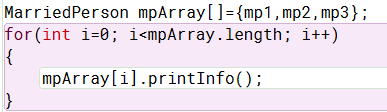 MarriedPerson mpArray[]={mp1,mp2,mp3};
for(int i=0; i<mpArray.length; i++)
{
mpArray[i].printInfo();
}